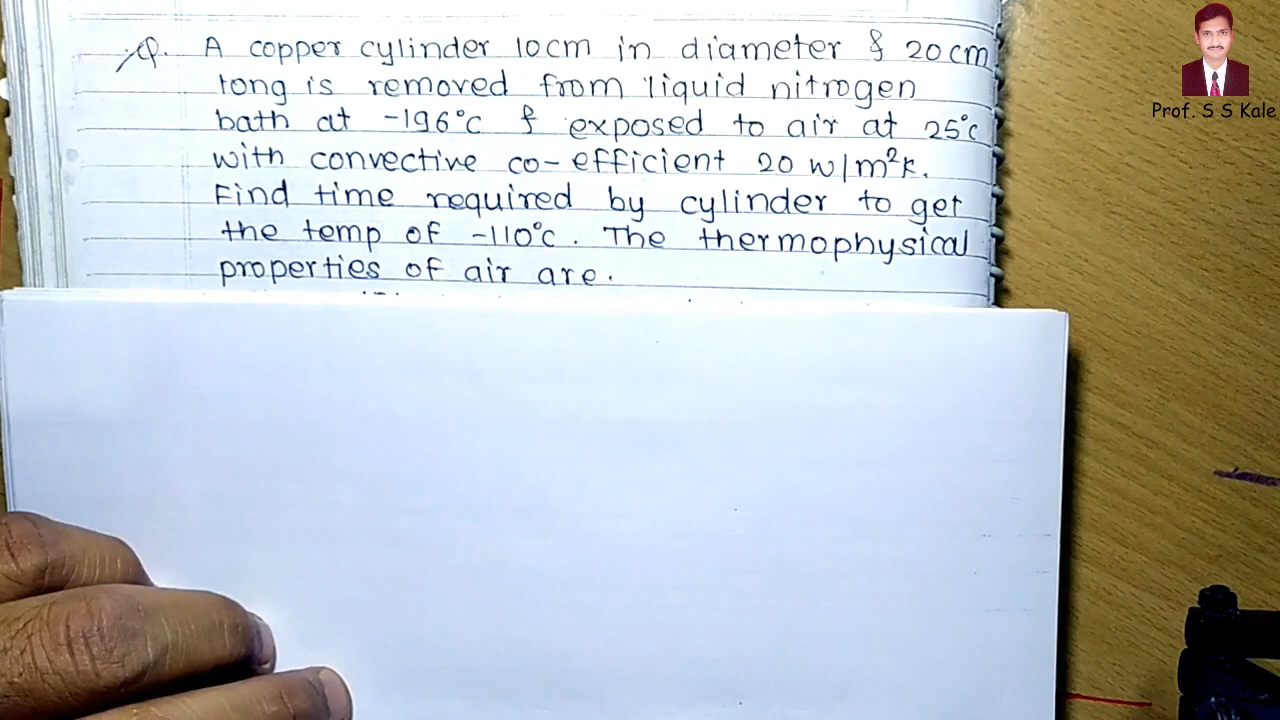 Q. A copper cylinder 10cm in diameter & 20cm
long is removed from liquid nitrogen
bath at -196°c & exposed to air at 25°c
with convective co-efficient 20 w/m²k.
Find time required by cylinder to get
the temp of -110°c. The thermophysical
properties of air are.
Prof. S S Kale